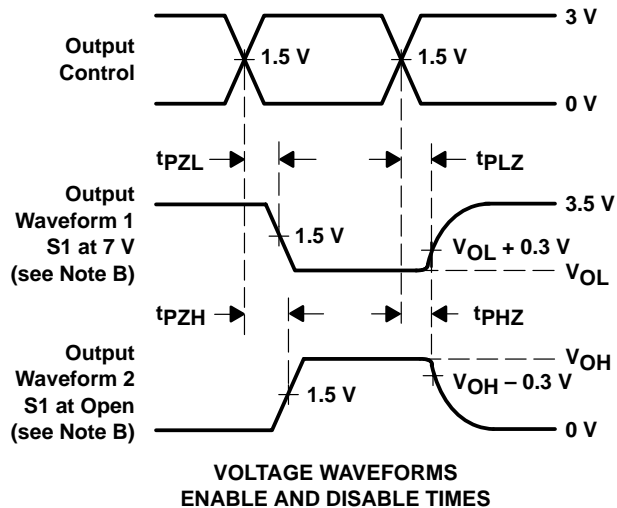 3 V
Output
Control
1.5 V
1.5 V
0 V
tPZL
tPLZ
Output
Waveform 1
S1 at 7 V
(see Note B)
3.5 V
1.5 V
VOL + 0.3 V
VOL
tPZH
tPHZ
Output
Waveform 2
S1 at Open
(see Note B)
VOH
VOH – 0.3 V
1.5 V
0 V
VOLTAGE WAVEFORMS
ENABLE AND DISABLE TIMES